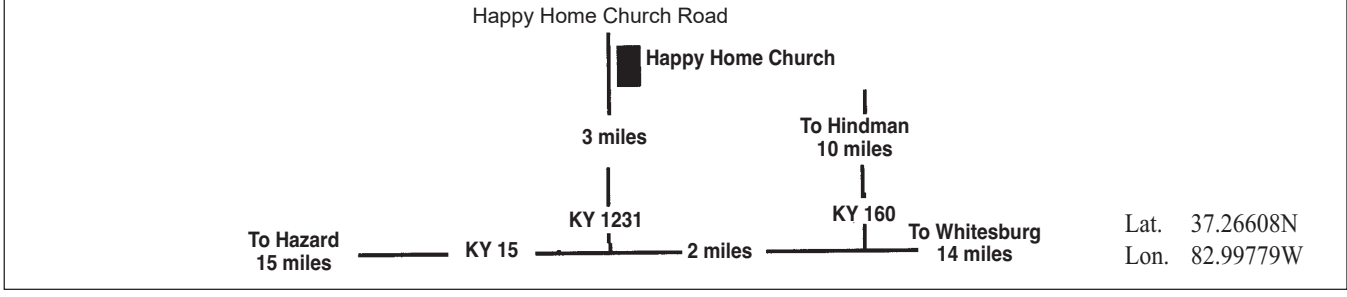 Happy Home Church Road
Happy Home Church
3 miles
To Hindman
10 miles
KY 1231
KY 160
To Hazard
15 miles
KY 15
2 miles
To Whitesburg
14 miles
Lat. 37.26608N
Lon. 82.99779W